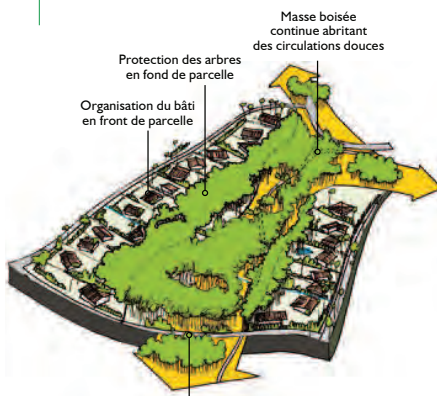 Masse boisée
continue abritant
des circulations douces
Protection des arbres
en fond de parcelle
Organisation du bâti
en front de parcelle